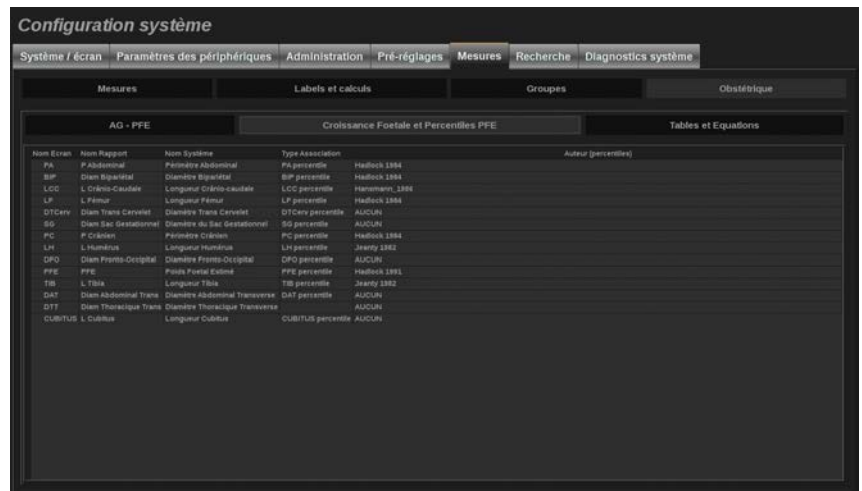 Configuration système
Système / écran Paramètres des périphériques Administration Pré-réglages Mesures Recherche Diagnostics système
Mesures Labels et calculs Groupes Obstétrique
AG - PFE Croissance Foetale et Percentiles PFE Tables et Equations
Nom Ecran Nom Rapport Nom Système Type Association Auteur (percentiles)
PA P Abdominal Périmètre Abdominal PA percentile Hadlock 1984
BIP Diam Bipariétal Diamètre Bipariétal BIP percentile Hadlock 1984
LCC L Crânio-Caudale Longueur Crânio-caudale LCC percentile Hansmann_1986
LF L Fémur Longueur Fémur LF percentile Hadlock 1984
DTCerv Diam Trans Cervelet Diamètre Trans Cervelet DTCerv percentile AUCUN
SG Diam Sac Gestationnel Diamètre du Sac Gestationnel SG percentile AUCUN
PC P Crânien Périmètre Crânien PC percentile Hadlock 1984
LH L Humérus Longueur Humérus LH percentile Jeanty 1982
DFO Diam Fronto-Occipital Diamètre Fronto-Occipital DFO percentile AUCUN
PFE PFE Poids Foetal Estimé PFE percentile Hadlock 1991
TIB L Tibia Longueur Tibia TIB percentile Jeanty 1982
DAT Diam Abdominal Trans Diamètre Abdominal Transverse DAT percentile AUCUN
DTT Diam Thoracique Trans Diamètre Thoracique Transverse AUCUN
CUBITUS L Cubitus Longueur Cubitus CUBITUS percentile AUCUN